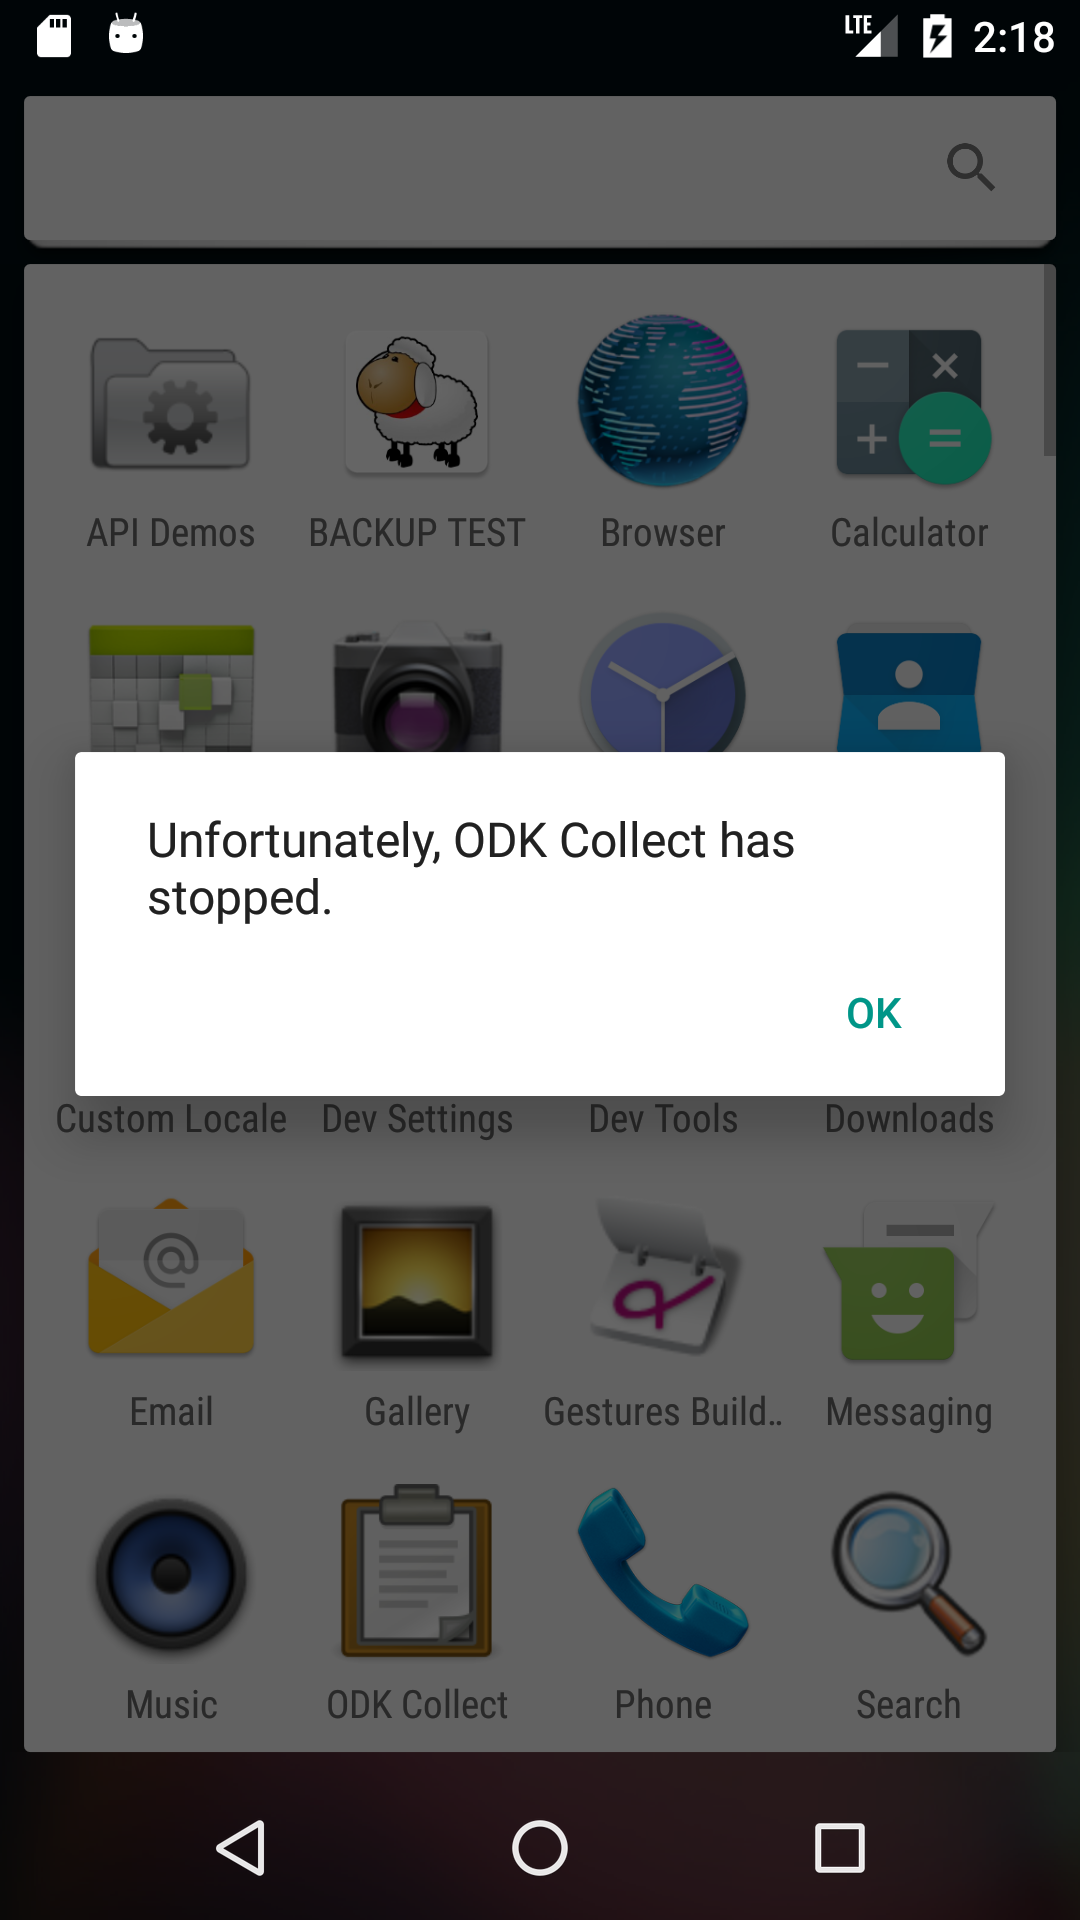 LTE 2:18
API Demos BACKUP TEST Browser Calculator
Unfortunately, ODK Collect has
stopped.
OK
Custom Locale Dev Settings Dev Tools Downloads
Email Gallery Gestures Build.. Messaging
Music ODK Collect Phone Search